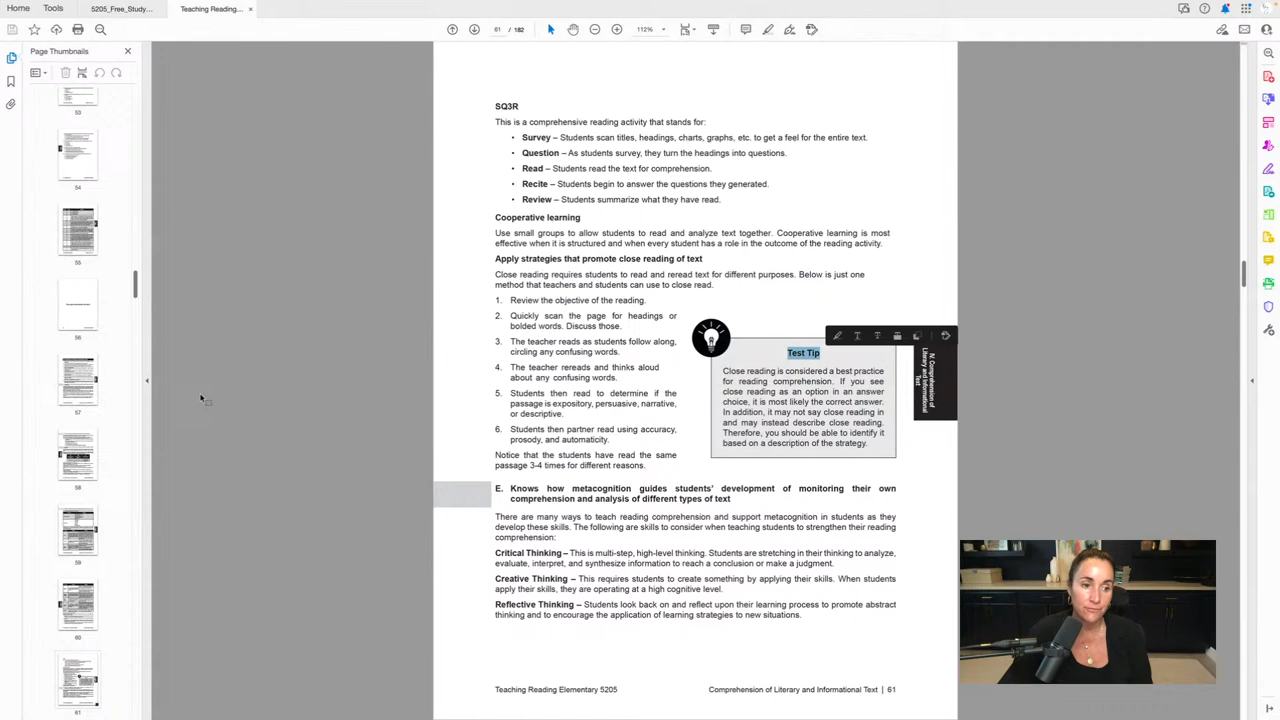 Home
Tools
5205_Free_Study...
Teaching Reading...
61 / 182
112%
Page Thumbnails
53
54
55
56
57
58
59
60
61
SQ3R
This is a comprehensive reading activity that stands for:
• Survey – Students scan titles, headings, charts, graphs, etc. to get a feel for the entire text.
• Question – As students survey, they turn the headings into questions.
• Read – Students read the text for comprehension.
• Recite – Students begin to answer the questions they generated.
• Review – Students summarize what they have read.
Cooperative learning
Use small groups to allow students to read and analyze text together. Cooperative learning is most
effective when it is structured and when every student has a role in the outcome of the reading activity.
Apply strategies that promote close reading of text
Close reading requires students to read and reread text for different purposes. Below is just one
method that teachers and students can use to close read.
1. Review the objective of the reading.
2. Quickly scan the page for headings or
bolded words. Discuss those.
3. The teacher reads as students follow along,
circling any confusing words.
4. The teacher rereads and thinks aloud
about any confusing words.
5. Students then read to determine if the
passage is expository, persuasive, narrative,
or descriptive.
6. Students then partner read using accuracy,
prosody, and automaticity.
Notice that the students have read the same
passage 3-4 times for different reasons.
Test Tip
Close reading is considered a best practice
for reading comprehension. If you see
close reading as an option in an answer
choice, it is most likely the correct answer.
In addition, it may not say close reading in
and may instead describe close reading.
Therefore, you should be able to identify it
based on a description of the strategy.
IV. Comprehension of
Literary and Informational
Text
E. Knows how metacognition guides students' development of monitoring their own
comprehension and analysis of different types of text
There are many ways to teach reading comprehension and support metacognition in students as they
develop these skills. The following are skills to consider when teaching students to strengthen their reading
comprehension:
Critical Thinking – This is multi-step, high-level thinking. Students are stretching in their thinking to analyze,
evaluate, interpret, and synthesize information to reach a conclusion or make a judgment.
Creative Thinking – This requires students to create something by applying their skills. When students
apply their skills, they are operating at a high cognitive level.
Reflective Thinking – Students look back on and reflect upon their learning process to promote abstract
thinking and to encourage the application of learning strategies to new situations.
Teaching Reading Elementary 5205
Comprehension of Literary and Informational Text | 61